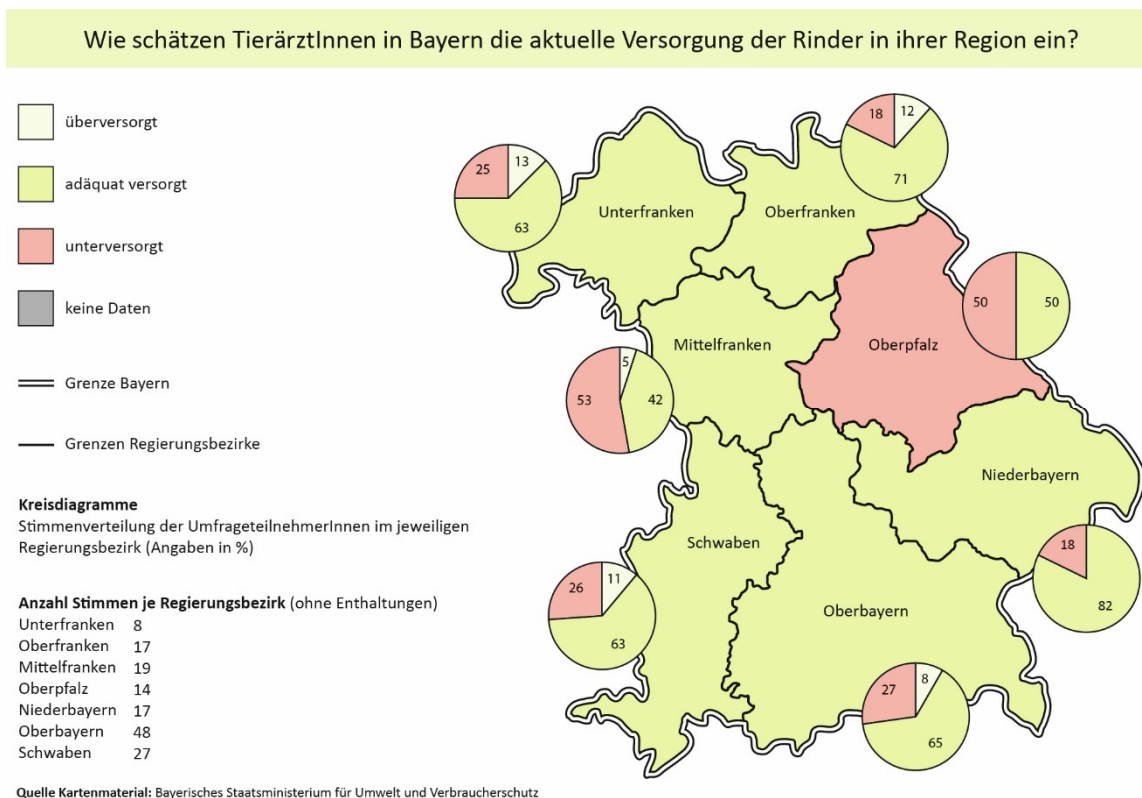 Wie schätzen TierärztInnen in Bayern die aktuelle Versorgung der Rinder in ihrer Region ein?
überversorgt
adäquat versorgt
unterversorgt
keine Daten
Grenze Bayern
Grenzen Regierungsbezirke
Kreisdiagramme
Stimmenverteilung der UmfrageteilnehmerInnen im jeweiligen
Regierungsbezirk (Angaben in %)
Anzahl Stimmen je Regierungsbezirk (ohne Enthaltungen)
Unterfranken 8
Oberfranken 17
Mittelfranken 19
Oberpfalz 14
Niederbayern 17
Oberbayern 48
Schwaben 27
Quelle Kartenmaterial: Bayerisches Staatsministerium für Umwelt und Verbraucherschutz
25 13
63
Unterfranken
18 12
71
Oberfranken
50 50
Oberpfalz
5
53 42
Mittelfranken
Niederbayern
18
82
Schwaben
26 11
63
Oberbayern
27 8
65